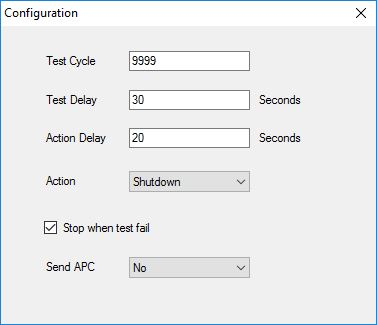 Configuration
Test Cycle 9999
Test Delay 30 Seconds
Action Delay 20 Seconds
Action Shutdown
Stop when test fail
Send APC No